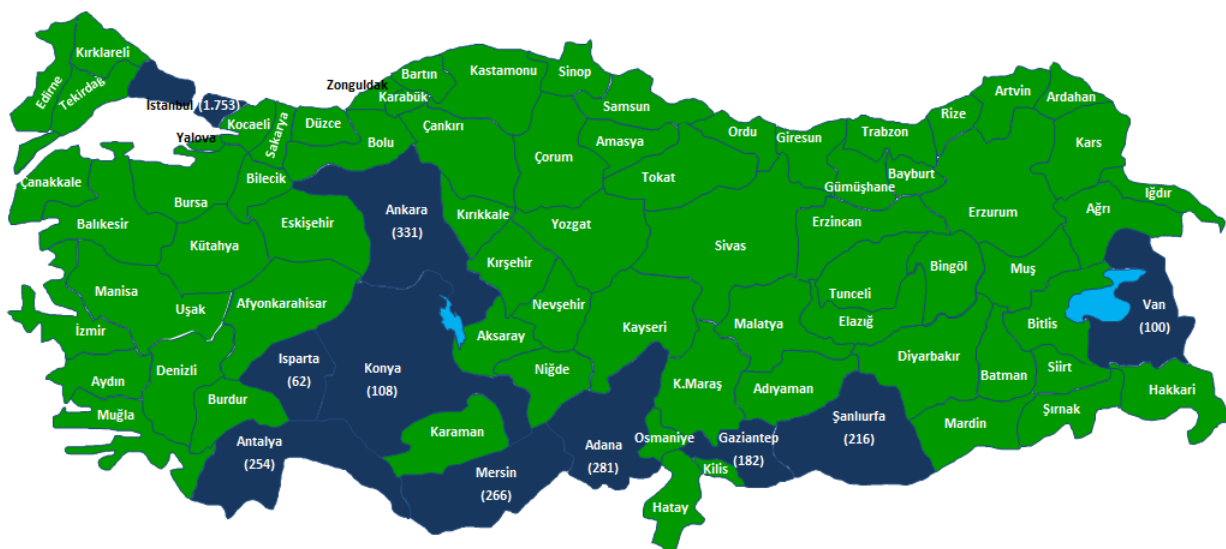 Kırklareli
Edirne
Tekirdağ
İstanbul (1.753)
Kocaeli
Yalova
Sakarya
Düzce
Zonguldak
Bartın
Karabük
Kastamonu
Sinop
Samsun
Bolu
Çankırı
Çorum
Amasya
Tokat
Ordu
Giresun
Trabzon
Gümüşhane
Bayburt
Rize
Artvin
Ardahan
Kars
Iğdır
Ağrı
Erzurum
Erzincan
Çanakkale
Balıkesir
Bursa
Bilecik
Kütahya
Eskişehir
Ankara
(331)
Kırıkkale
Yozgat
Kırşehir
Nevşehir
Sivas
Tunceli
Bingöl
Muş
Elazığ
Bitlis
Van
(100)
Manisa
Uşak
Afyonkarahisar
İzmir
Aydın
Denizli
Muğla
Burdur
Isparta
(62)
Konya
(108)
Aksaray
Niğde
Kayseri
Malatya
K.Maraş
Adıyaman
Diyarbakır
Batman
Siirt
Şırnak
Hakkari
Mardin
Şanlıurfa
(216)
Antalya
(254)
Karaman
Mersin
(266)
Adana
(281)
Osmaniye
Gaziantep
(182)
Kilis
Hatay